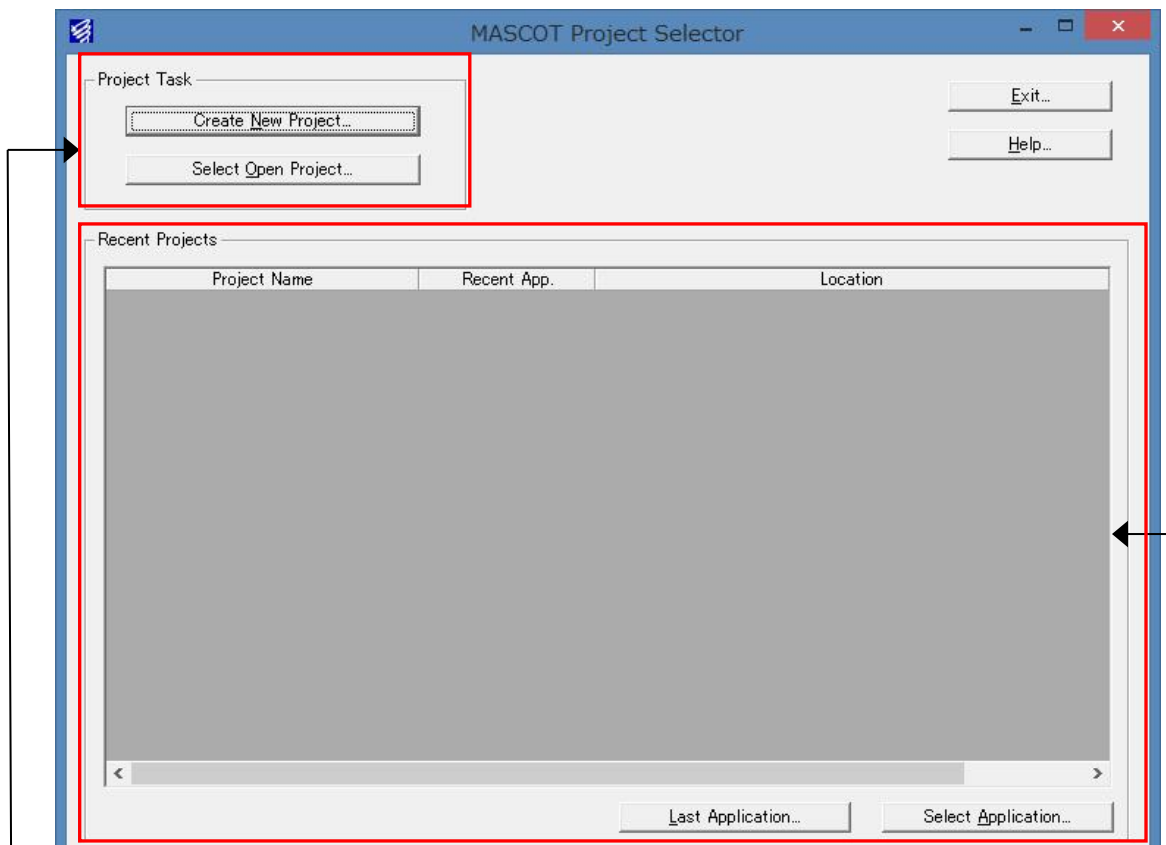 MASCOT Project Selector
Project Task
Create New Project...
Select Open Project...
Exit...
Help...
Recent Projects
Project Name Recent App. Location
Last Application... Select Application...